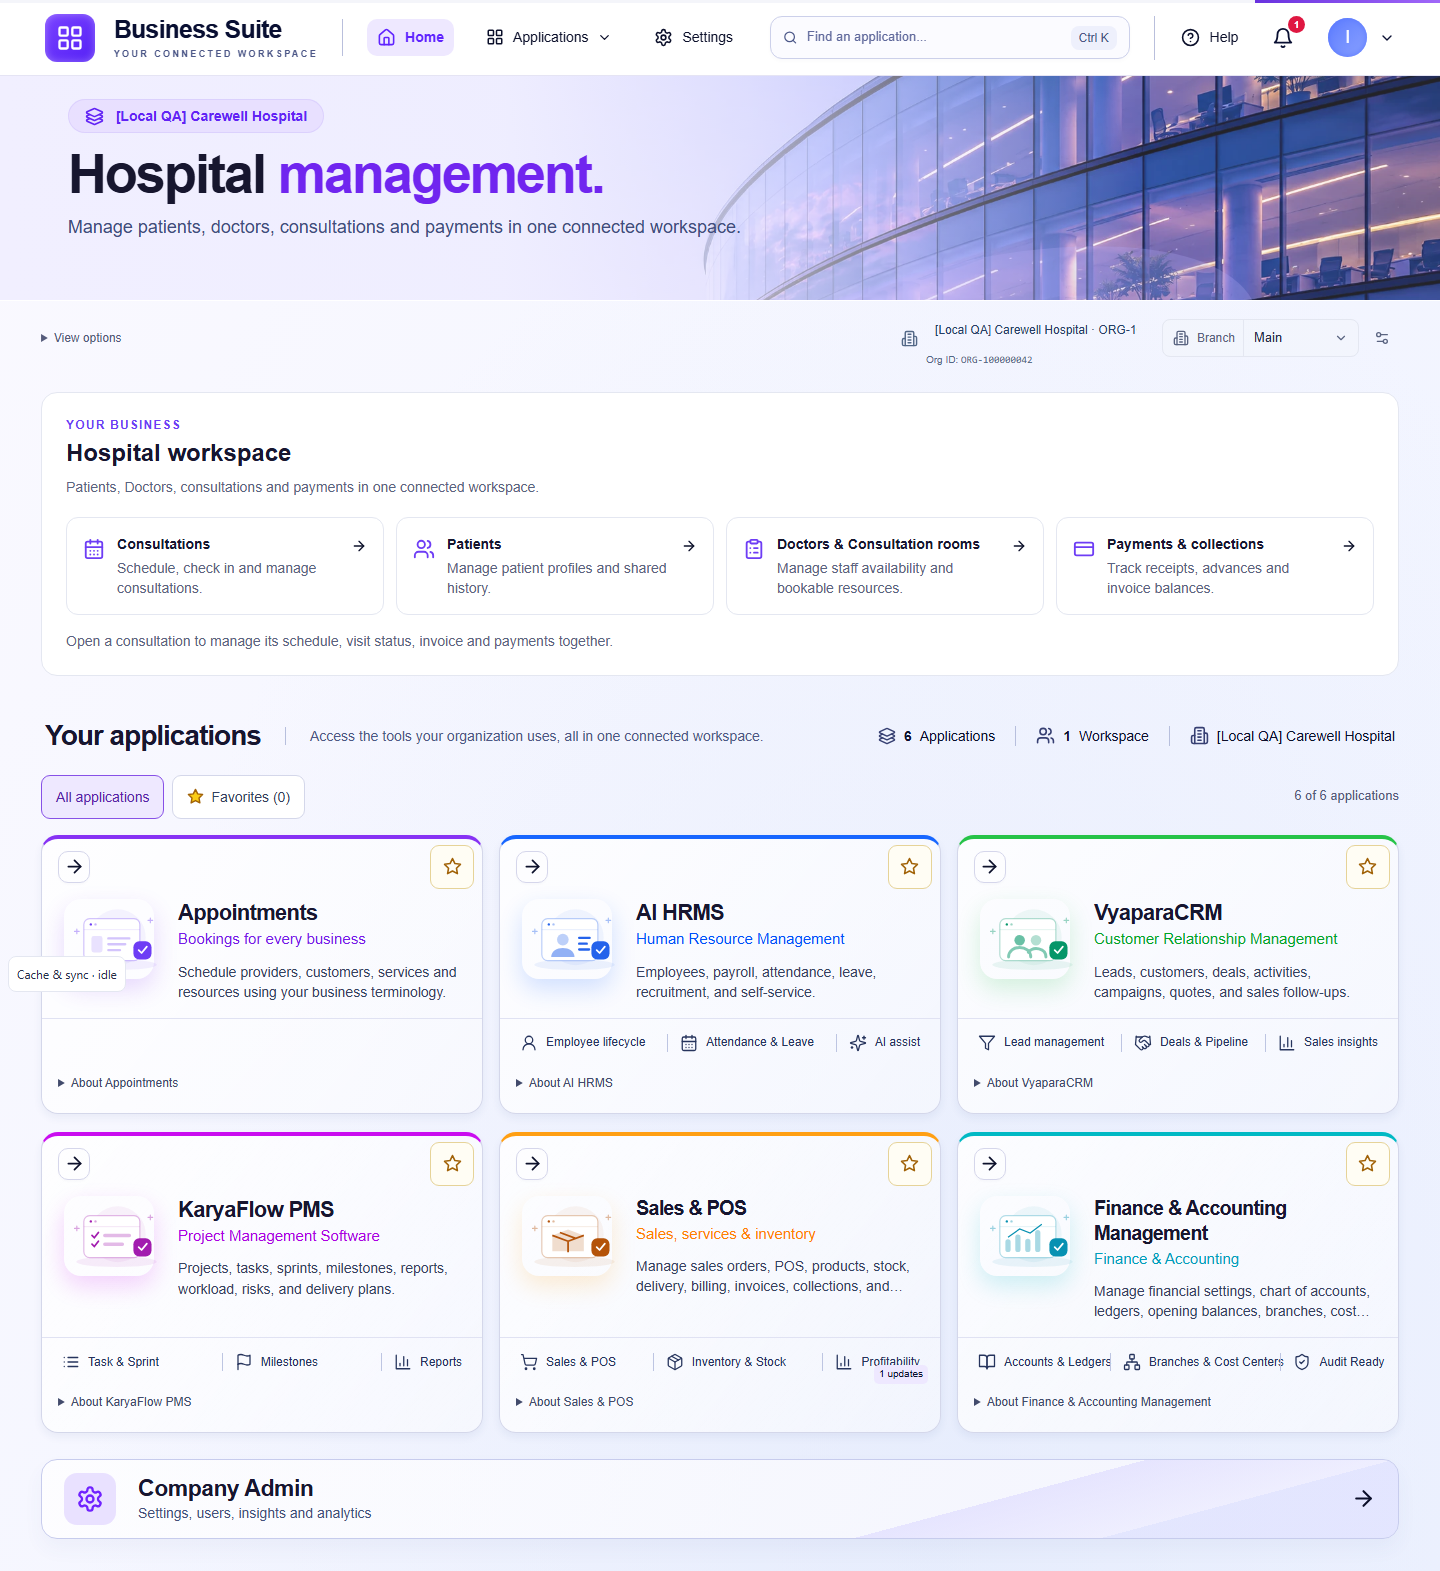 Business Suite
YOUR CONNECTED WORKSPACE
Home
Applications
Settings
Find an application...
Ctrl K
Help
1
I
[Local QA] Carewell Hospital
Hospital management.
Manage patients, doctors, consultations and payments in one connected workspace.
View options
[Local QA] Carewell Hospital · ORG-1
Org ID: ORG-100000042
Branch
Main
YOUR BUSINESS
Hospital workspace
Patients, Doctors, consultations and payments in one connected workspace.
Consultations
Schedule, check in and manage
consultations.
Patients
Manage patient profiles and shared
history.
Doctors & Consultation rooms
Manage staff availability and
bookable resources.
Payments & collections
Track receipts, advances and
invoice balances.
Open a consultation to manage its schedule, visit status, invoice and payments together.
Your applications
Access the tools your organization uses, all in one connected workspace.
6 Applications
1 Workspace
[Local QA] Carewell Hospital
All applications
Favorites (0)
6 of 6 applications
Appointments
Bookings for every business
Schedule providers, customers, services and
resources using your business terminology.
Cache & sync · idle
About Appointments
AI HRMS
Human Resource Management
Employees, payroll, attendance, leave,
recruitment, and self-service.
Employee lifecycle
Attendance & Leave
AI assist
About AI HRMS
VyaparaCRM
Customer Relationship Management
Leads, customers, deals, activities,
campaigns, quotes, and sales follow-ups.
Lead management
Deals & Pipeline
Sales insights
About VyaparaCRM
KaryaFlow PMS
Project Management Software
Projects, tasks, sprints, milestones, reports,
workload, risks, and delivery plans.
Task & Sprint
Milestones
Reports
About KaryaFlow PMS
Sales & POS
Sales, services & inventory
Manage sales orders, POS, products, stock,
delivery, billing, invoices, collections, and...
Sales & POS
Inventory & Stock
Profitability
1 updates
About Sales & POS
Finance & Accounting
Management
Finance & Accounting
Manage financial settings, chart of accounts,
ledgers, opening balances, branches, cost...
Accounts & Ledgers
Branches & Cost Centers
Audit Ready
About Finance & Accounting Management
Company Admin
Settings, users, insights and analytics